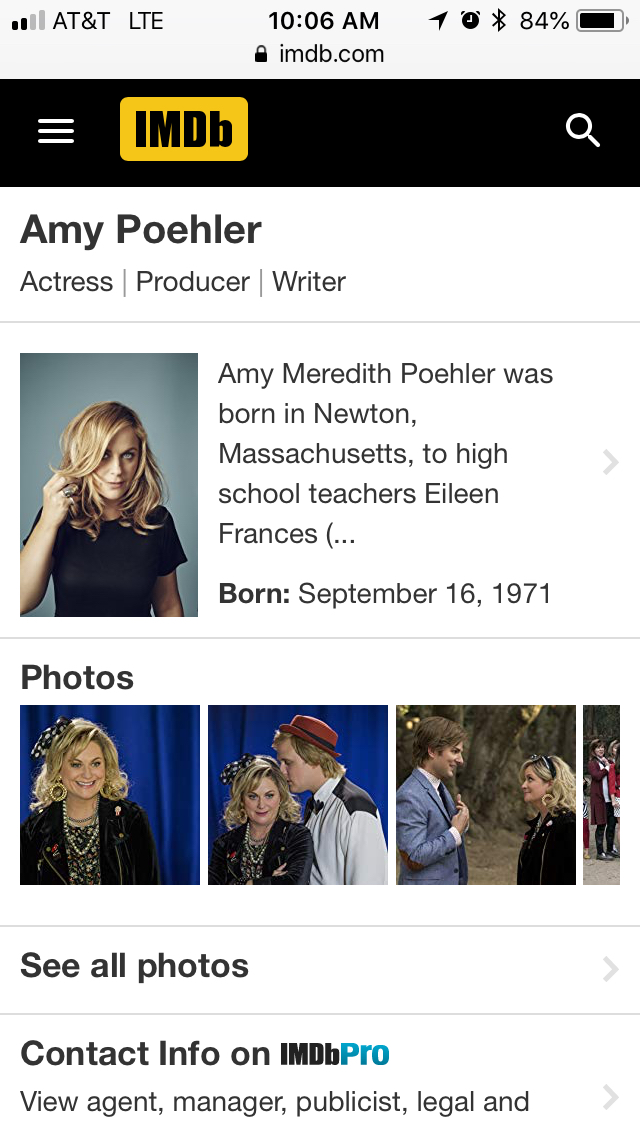 AT&T LTE 10:06 AM 84%
imdb.com
IMDb
Amy Poehler
Actress | Producer | Writer
Amy Meredith Poehler was
born in Newton,
Massachusetts, to high
school teachers Eileen
Frances (...
Born: September 16, 1971
Photos
See all photos
Contact Info on IMDbPro
View agent, manager, publicist, legal and